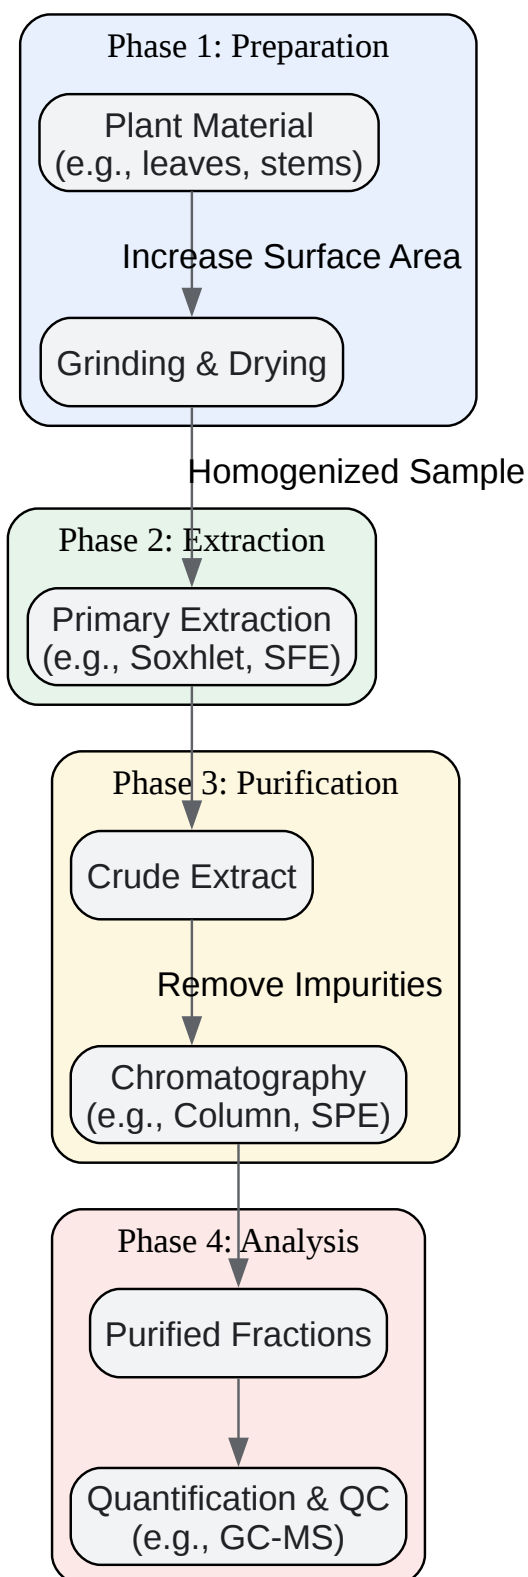 Phase 1: Preparation
Plant Material
(e.g., leaves, stems)
Increase Surface Area
Grinding & Drying
Homogenized Sample
Phase 2: Extraction
Primary Extraction
(e.g., Soxhlet, SFE)
Phase 3: Purification
Crude Extract
Remove Impurities
Chromatography
(e.g., Column, SPE)
Phase 4: Analysis
Purified Fractions
Quantification & QC
(e.g., GC-MS)